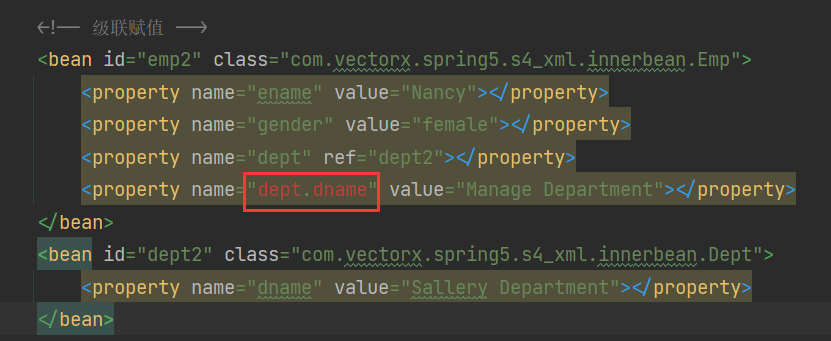 <!-- 级联赋值 -->
<bean id="emp2" class="com.vectorx.spring5.s4_xml.innerbean.Emp">
<property name="ename" value="Nancy"></property>
<property name="gender" value="female"></property>
<property name="dept" ref="dept2"></property>
<property name="dept.dname" value="Manage Department"></property>
</bean>
<bean id="dept2" class="com.vectorx.spring5.s4_xml.innerbean.Dept">
<property name="dname" value="Sallery Department"></property>
</bean>